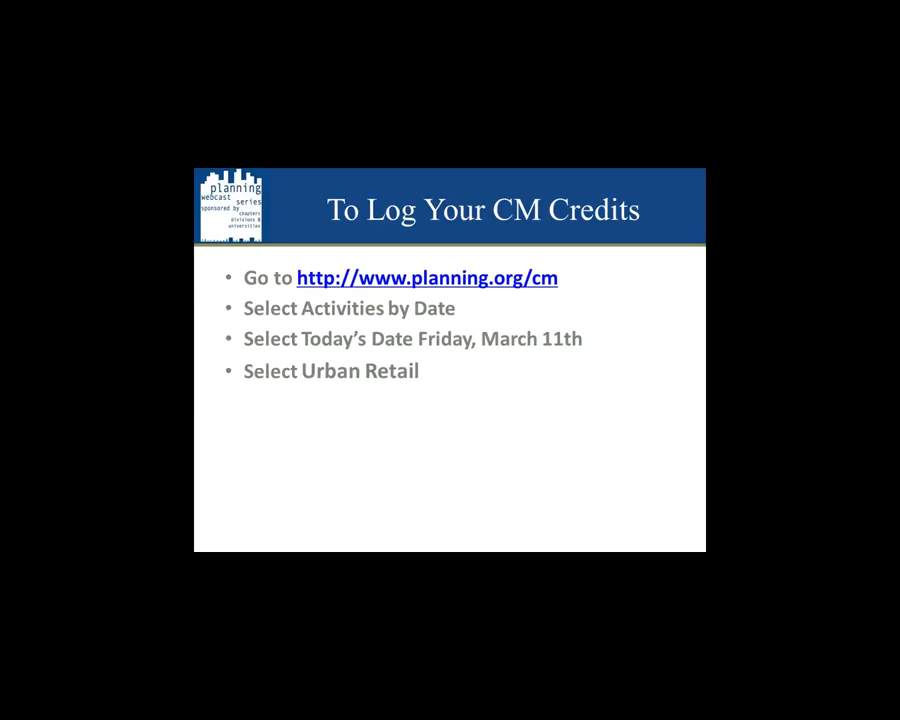 planning
webcast series
sponsored by
chapters
divisions &
universities
To Log Your CM Credits
• Go to http://www.planning.org/cm
• Select Activities by Date
• Select Today’s Date Friday, March 11th
• Select Urban Retail